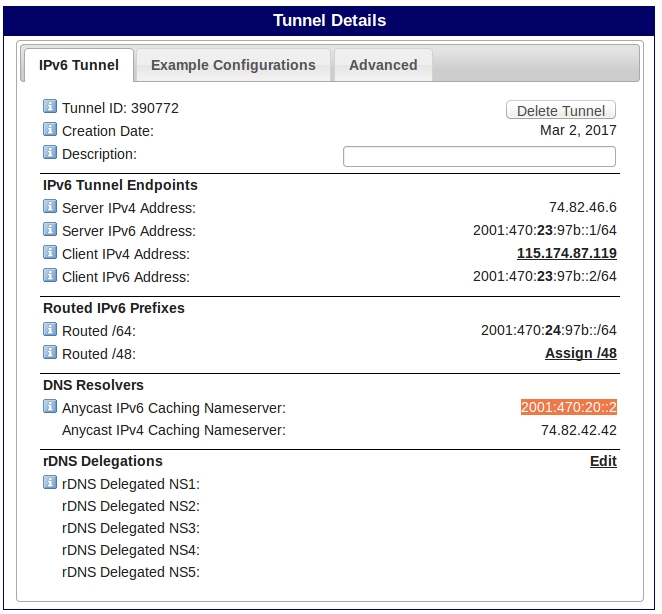 Tunnel Details
IPv6 Tunnel Example Configurations Advanced
Tunnel ID: 390772 Delete Tunnel
Creation Date: Mar 2, 2017
Description:
IPv6 Tunnel Endpoints
Server IPv4 Address: 74.82.46.6
Server IPv6 Address: 2001:470:23:97b::1/64
Client IPv4 Address: 115.174.87.119
Client IPv6 Address: 2001:470:23:97b::2/64
Routed IPv6 Prefixes
Routed /64: 2001:470:24:97b::/64
Routed /48: Assign /48
DNS Resolvers
Anycast IPv6 Caching Nameserver: 2001:470:20::2
Anycast IPv4 Caching Nameserver: 74.82.42.42
rDNS Delegations Edit
rDNS Delegated NS1:
rDNS Delegated NS2:
rDNS Delegated NS3:
rDNS Delegated NS4:
rDNS Delegated NS5: